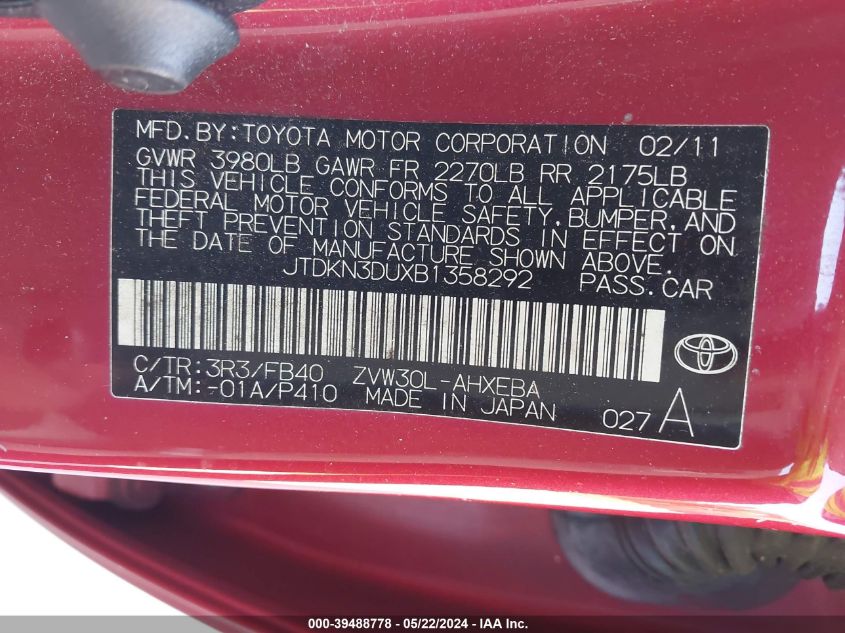 MFD.BY:TOYOTA MOTOR CORPORATION 02/11
GVWR 3980LB GAWR FR 2270LB RR 2175LB
THIS VEHICLE CONFORMS TO ALL APPLICABLE
FEDERAL MOTOR VEHICLE SAFETY,BUMPER,AND
THEFT PREVENTION STANDARDS IN EFFECT ON
THE DATE OF MANUFACTURE SHOWN ABOVE.
JTDKN3DUXB1358292 PASS.CAR
C/TR:3R3/FB40 ZVW30L-AHXEBA
A/TM:-01A/P410 MADE IN JAPAN 027A
000-39488778 - 05/22/2024 - IAA Inc.